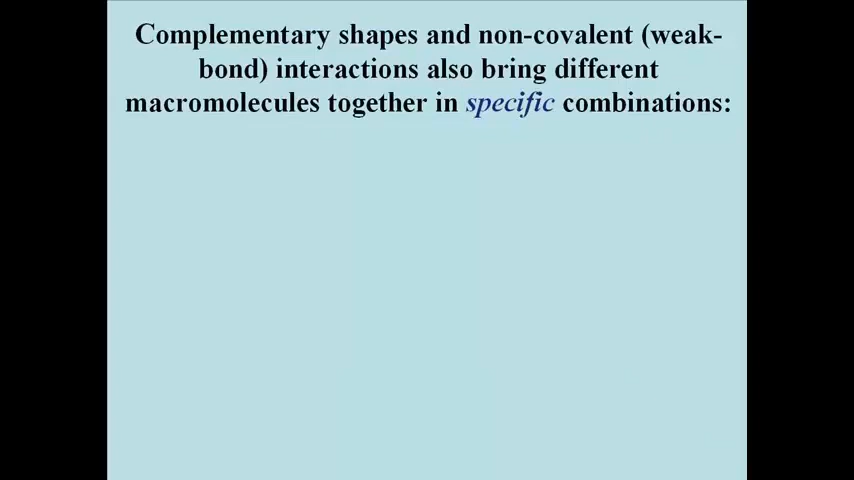 Complementary shapes and non-covalent (weak-
bond) interactions also bring different
macromolecules together in specific combinations: